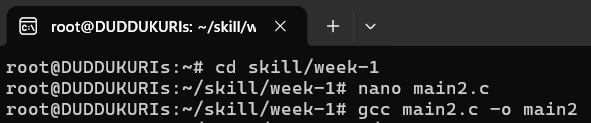 root@DUDDUKURIs: ~/skill/w
root@DUDDUKURIs:~# cd skill/week-1
root@DUDDUKURIs:~/skill/week-1# nano main2.c
root@DUDDUKURIs:~/skill/week-1# gcc main2.c -o main2